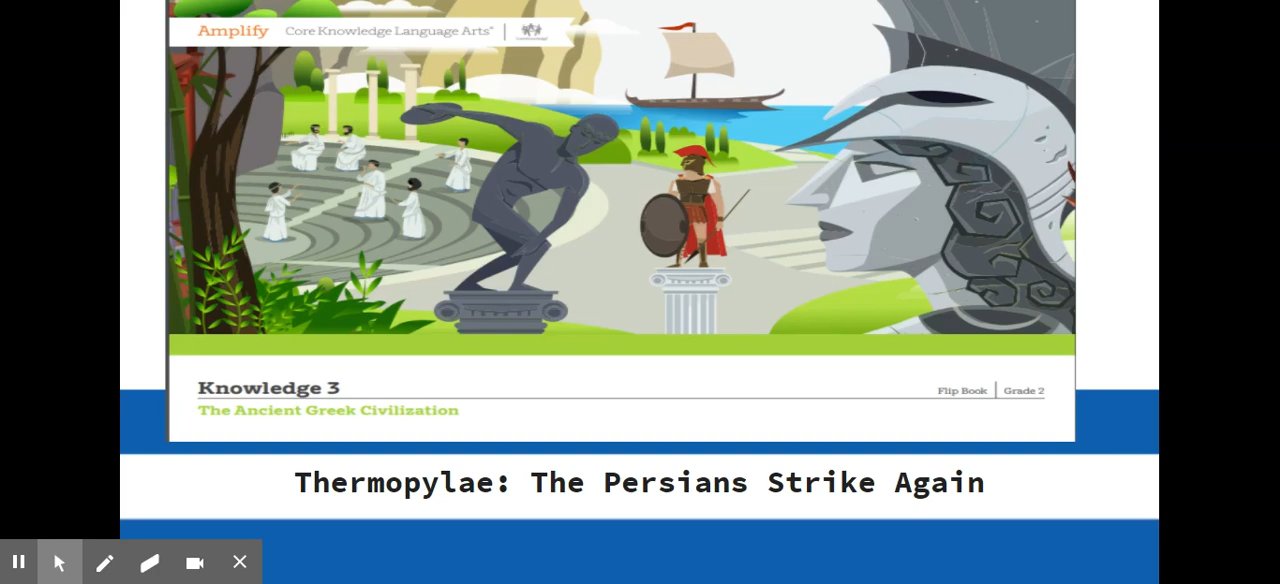 Amplify Core Knowledge Language Arts®
Knowledge 3
Flip Book Grade 2
The Ancient Greek Civilization
Thermopylae: The Persians Strike Again